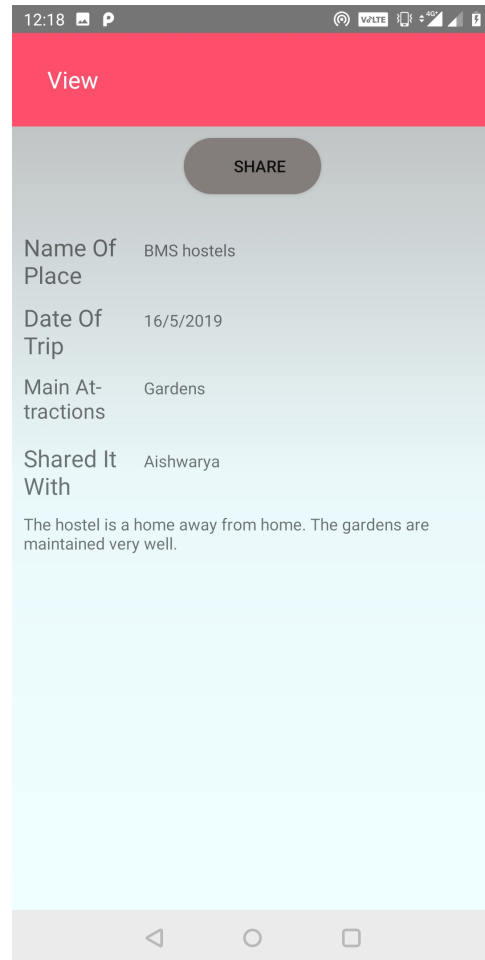 12:18
VoLTE 4G+
View
SHARE
Name Of
Place
BMS hostels
Date Of
Trip
16/5/2019
Main At-
tractions
Gardens
Shared It
With
Aishwarya
The hostel is a home away from home. The gardens are
maintained very well.